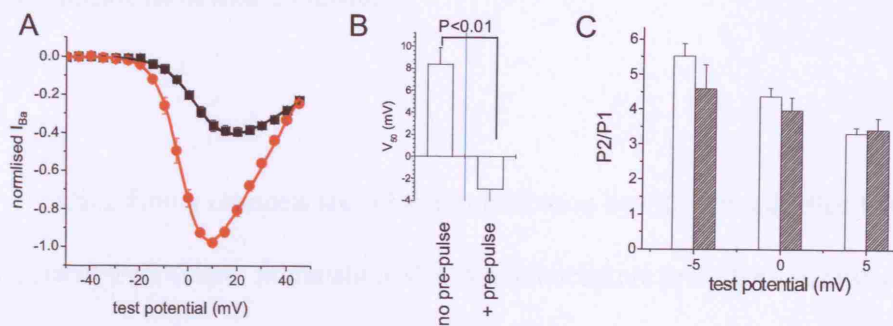 A
B
C
normlised IBa
0.0
-0.2
-0.4
-0.6
-0.8
-1.0
-40
-20
0
20
40
test potential (mV)
P<0.01
V50 (mV)
10
8
6
4
2
0
-2
-4
no pre-pulse
+ pre-pulse
P2/P1
6
5
4
3
2
1
0
-5
0
5
test potential (mV)